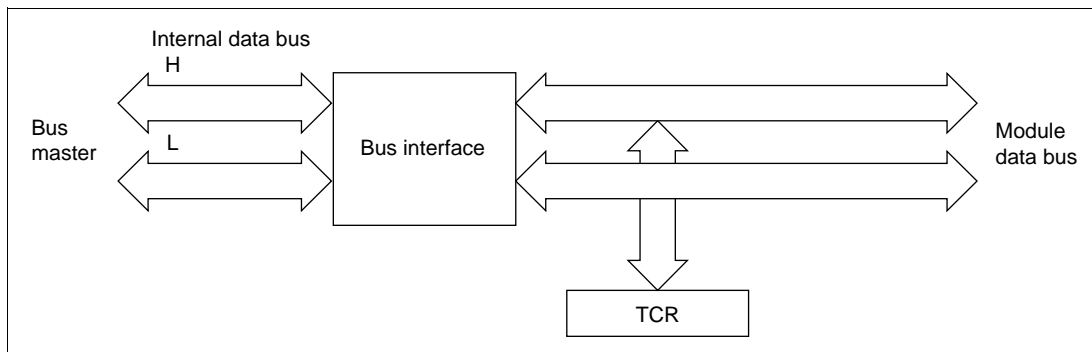 Internal data bus
H
Bus
master
L
Bus interface
Module
data bus
TCR